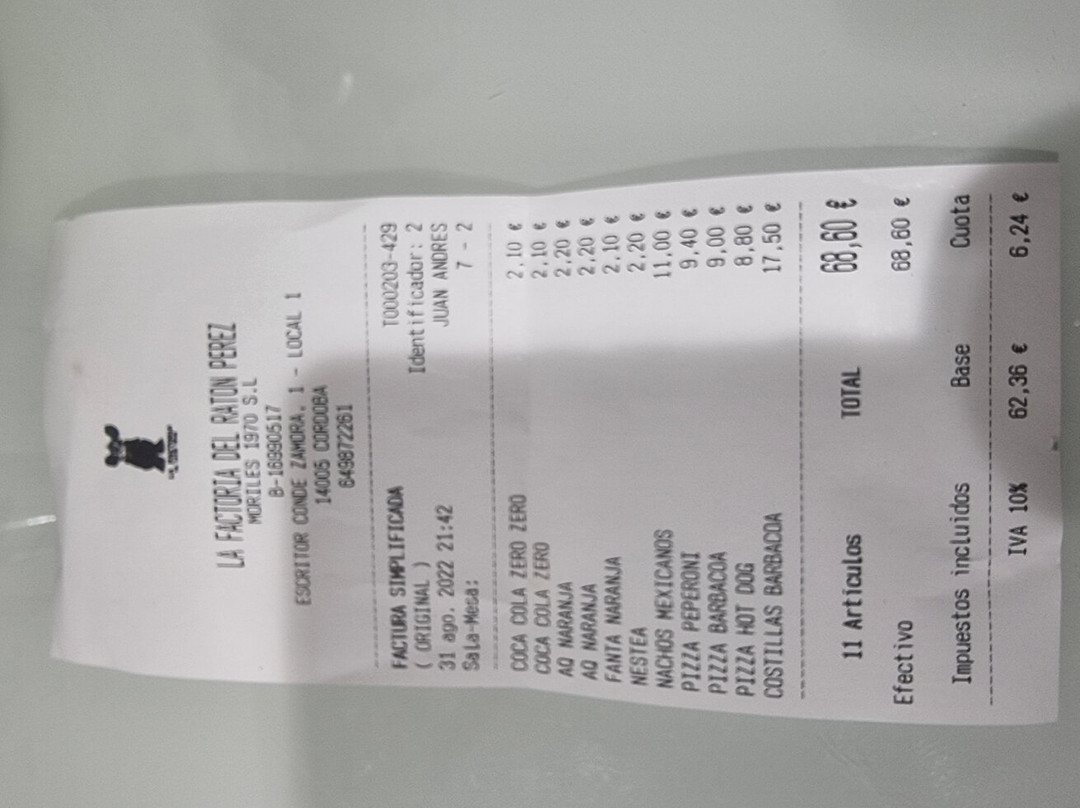 LA FACTORIA DEL RATON PEREZ
MORILES 1970 S.L
B-16990517
ESCRITOR CONDE ZAMORA, 1 - LOCAL 1
14005 CORDOBA
649872261
FACTURA SIMPLIFICADA T000203-429
( ORIGINAL ) Identificador: 2
31 ago. 2022 21:42 JUAN ANDRES
Sala-Mesa: 7 - 2
COCA COLA ZERO ZERO 2,10 €
COCA COLA ZERO 2,10 €
AQ NARANJA 2,20 €
AQ NARANJA 2,20 €
FANTA NARANJA 2,10 €
NESTEA 2,20 €
NACHOS MEXICANOS 11,00 €
PIZZA PEPERONI 9,40 €
PIZZA BARBACOA 9,00 €
PIZZA HOT DOG 8,80 €
COSTILLAS BARBACOA 17,50 €
11 Artículos TOTAL 68,60 €
Efectivo 68,60 €
Impuestos incluidos Base Cuota
IVA 10% 62,36 € 6,24 €